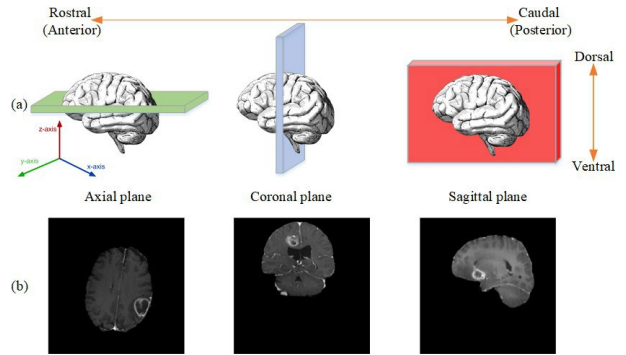 Rostral
(Anterior)
Caudal
(Posterior)
Dorsal
(a)
z-axis
y-axis
x-axis
Ventral
Axial plane
Coronal plane
Sagittal plane
(b)